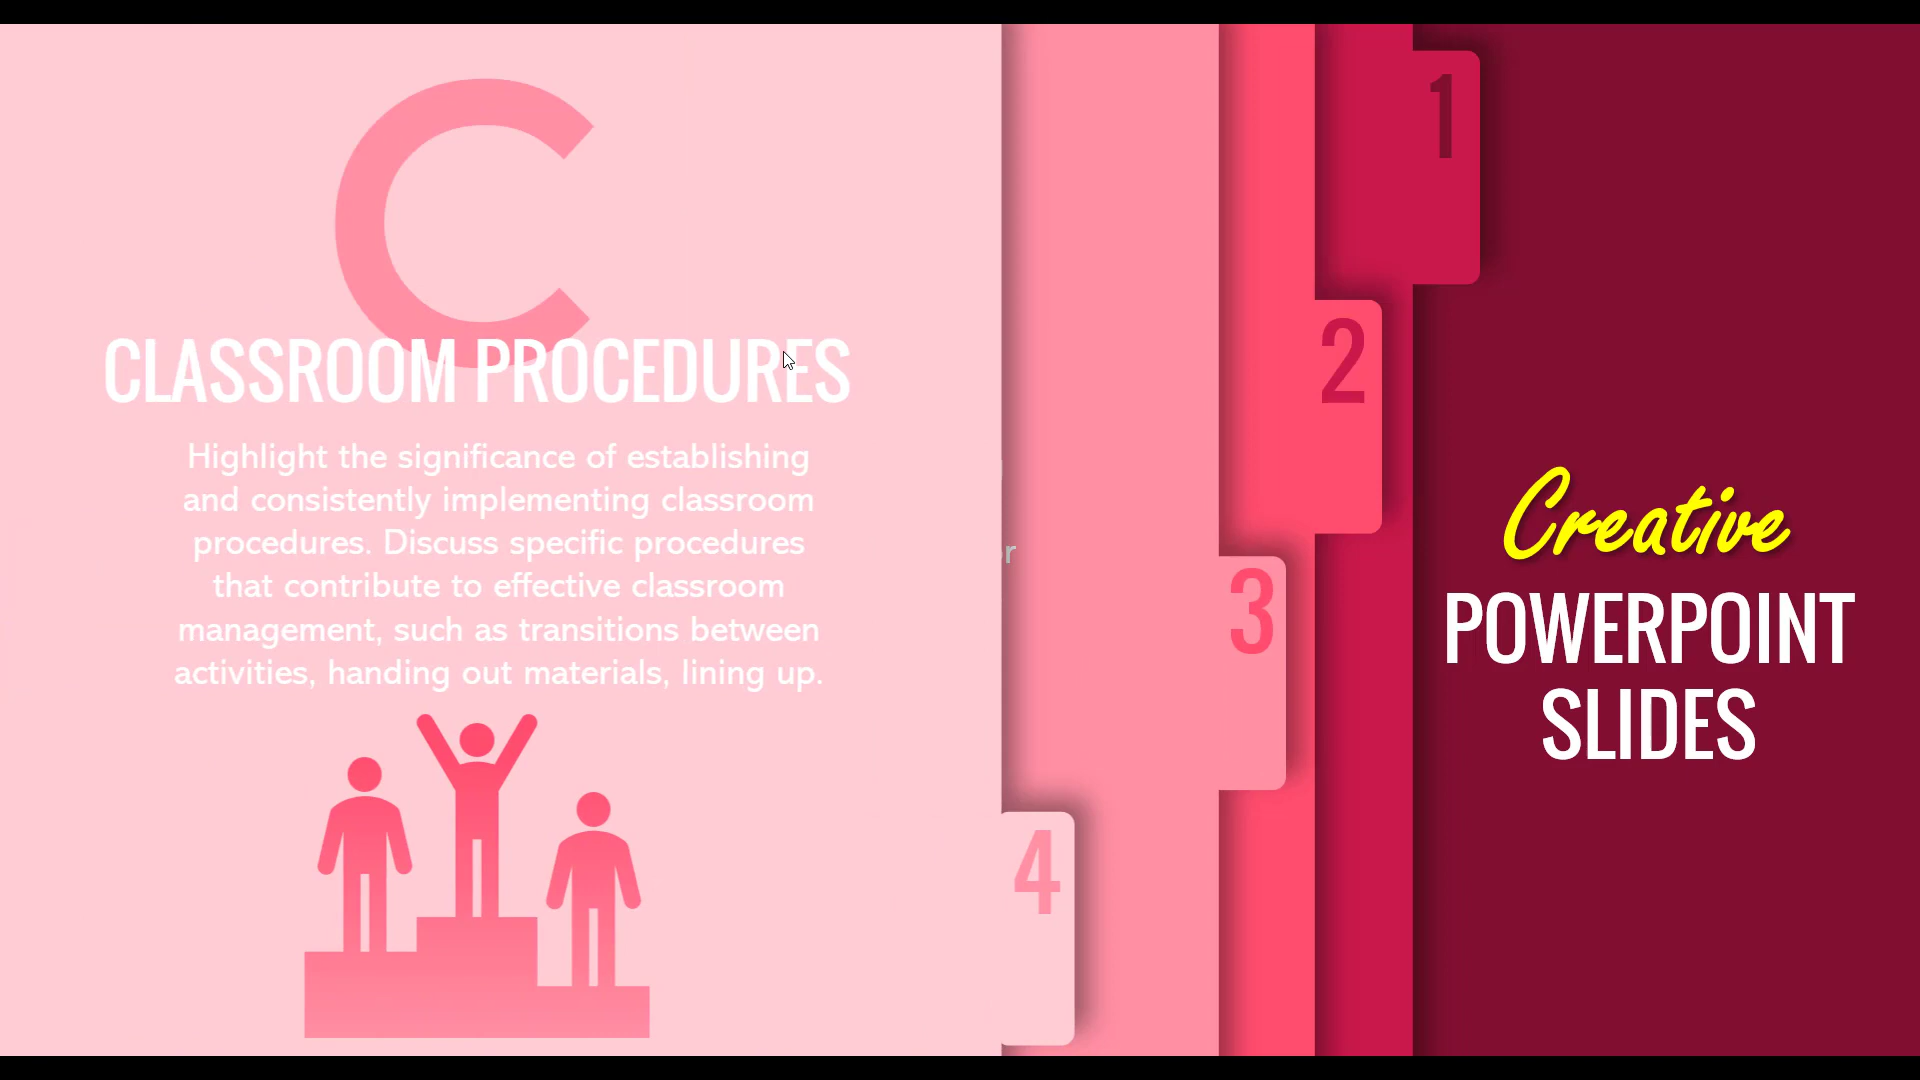 C
CLASSROOM PROCEDURES
Highlight the significance of establishing
and consistently implementing classroom
procedures. Discuss specific procedures
that contribute to effective classroom
management, such as transitions between
activities, handing out materials, lining up.
4
3
2
1
Creative
POWERPOINT
SLIDES